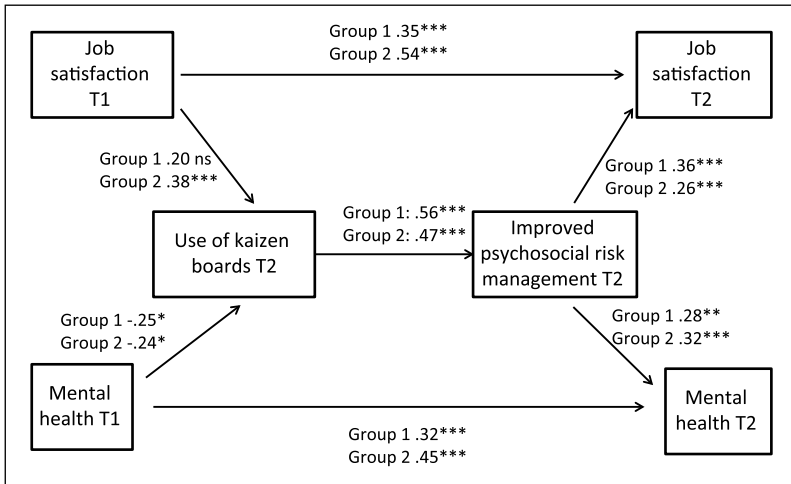 Group 1 .35***
Group 2 .54***
Job
satisfaction
T1
Job
satisfaction
T2
Group 1 .20 ns
Group 2 .38***
Group 1 .36***
Group 2 .26***
Use of kaizen
boards T2
Group 1: .56***
Group 2: .47***
Improved
psychosocial risk
management T2
Group 1 -.25*
Group 2 -.24*
Group 1 .28**
Group 2 .32***
Mental
health T1
Mental
health T2
Group 1 .32***
Group 2 .45***